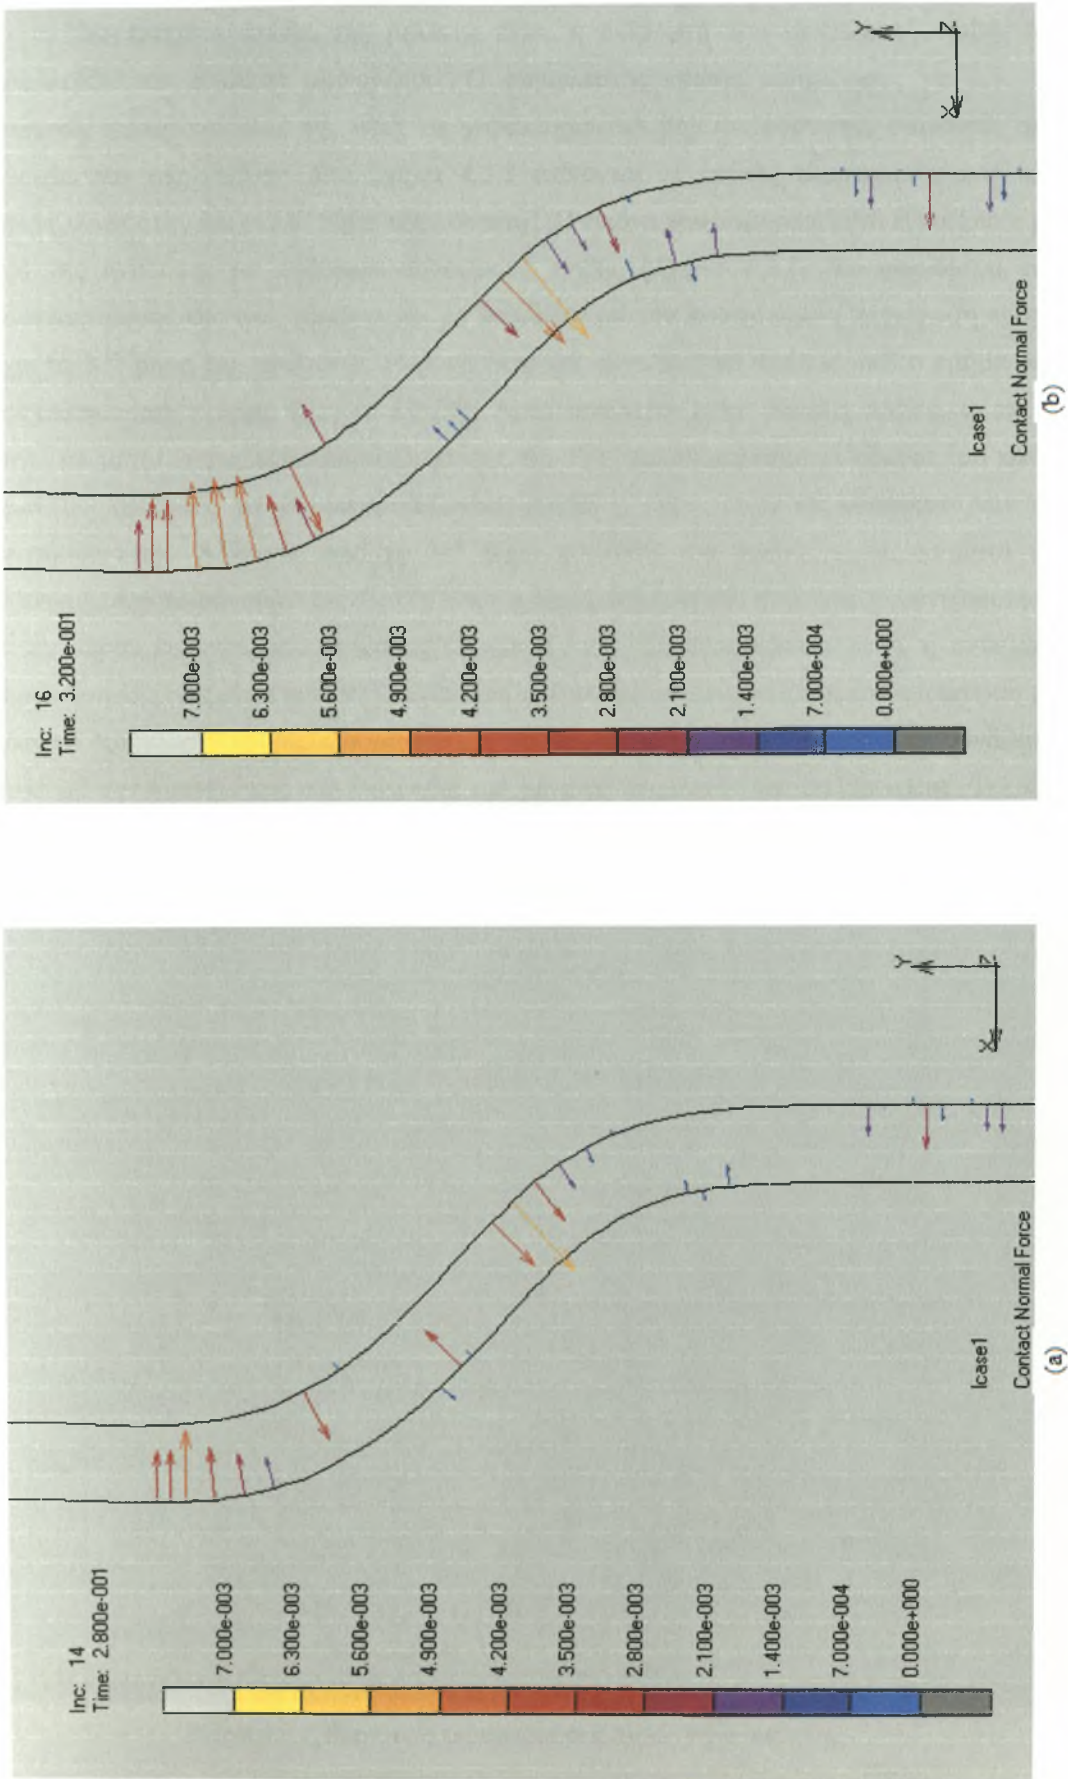 Inc: 14
Time: 2.800e-001
7.000e-003
6.300e-003
5.600e-003
4.900e-003
4.200e-003
3.500e-003
2.800e-003
2.100e-003
1.400e-003
7.000e-004
0.000e+000
lcase1
Contact Normal Force
Y
X
Z
(a)
Inc: 16
Time: 3.200e-001
7.000e-003
6.300e-003
5.600e-003
4.900e-003
4.200e-003
3.500e-003
2.800e-003
2.100e-003
1.400e-003
7.000e-004
0.000e+000
lcase1
Contact Normal Force
Y
X
Z
(b)